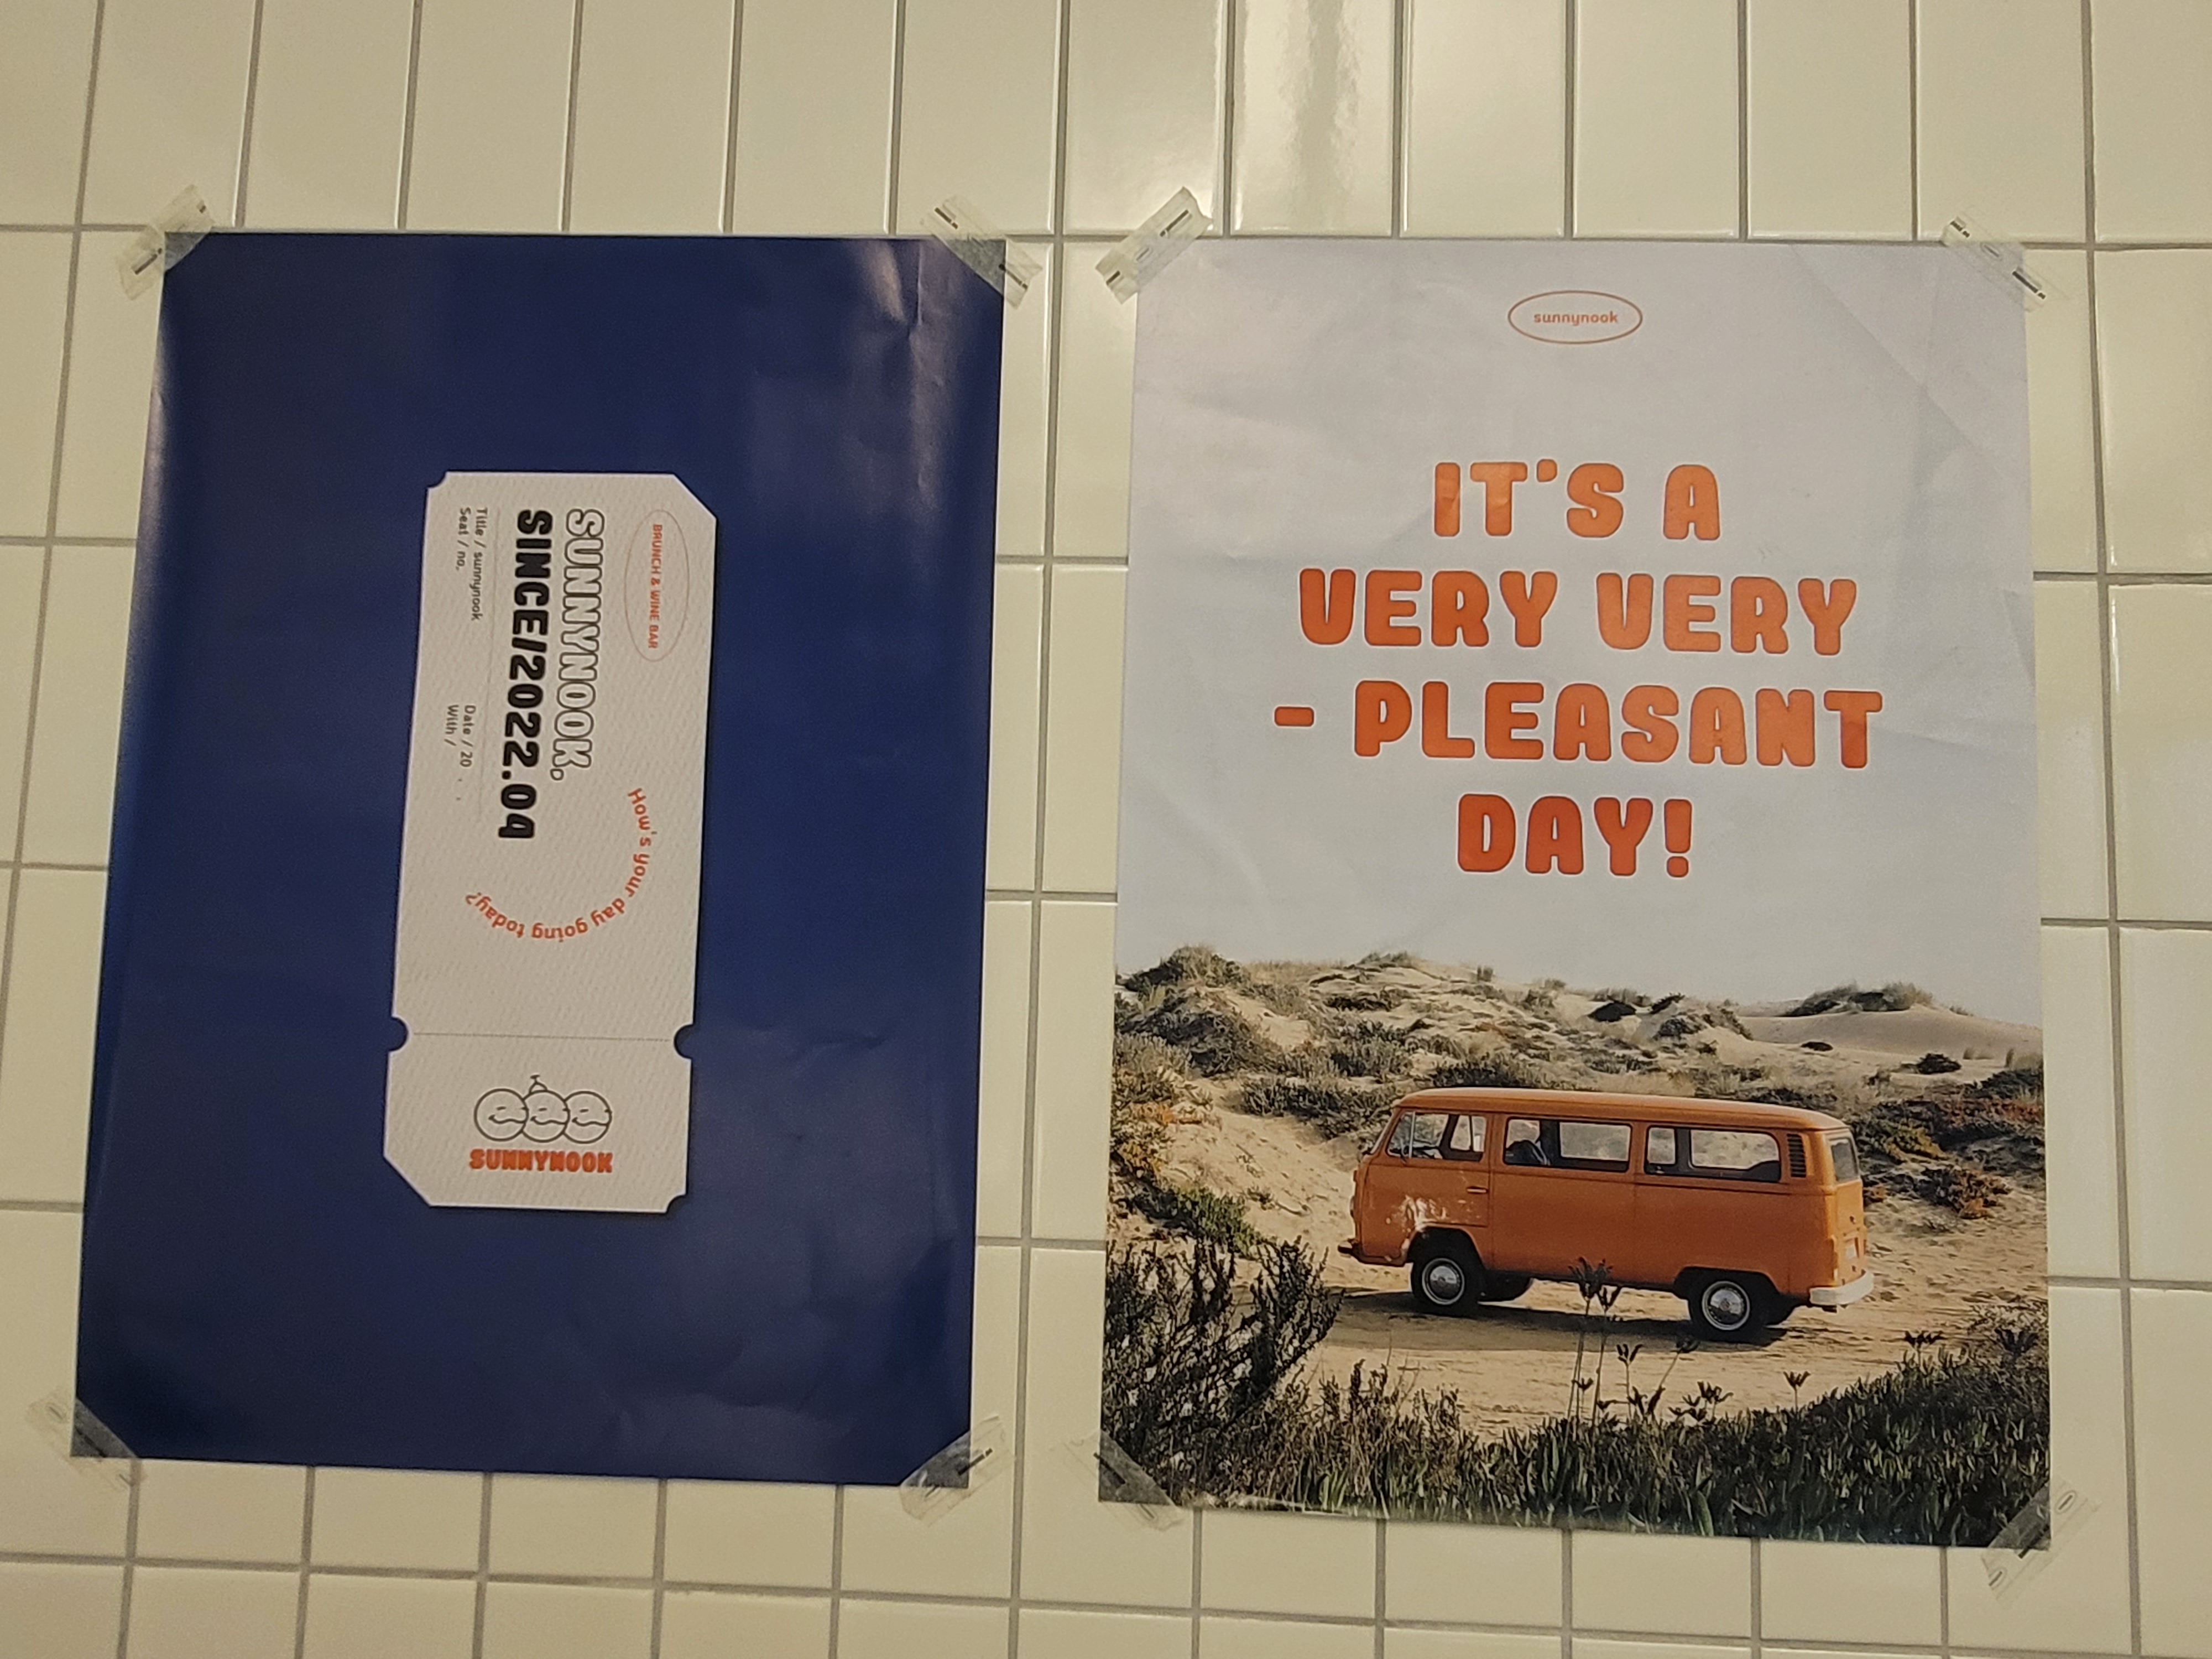 BRUNCH & WINE BAR
SUNNYNOOK.
SINCE/2022.04
Title / sunnynook
Seat / no.
Date / 20 . .
With /
How's your day going today?
SUNNYNOOK
sunnynook
IT'S A
VERY VERY
- PLEASANT
DAY!